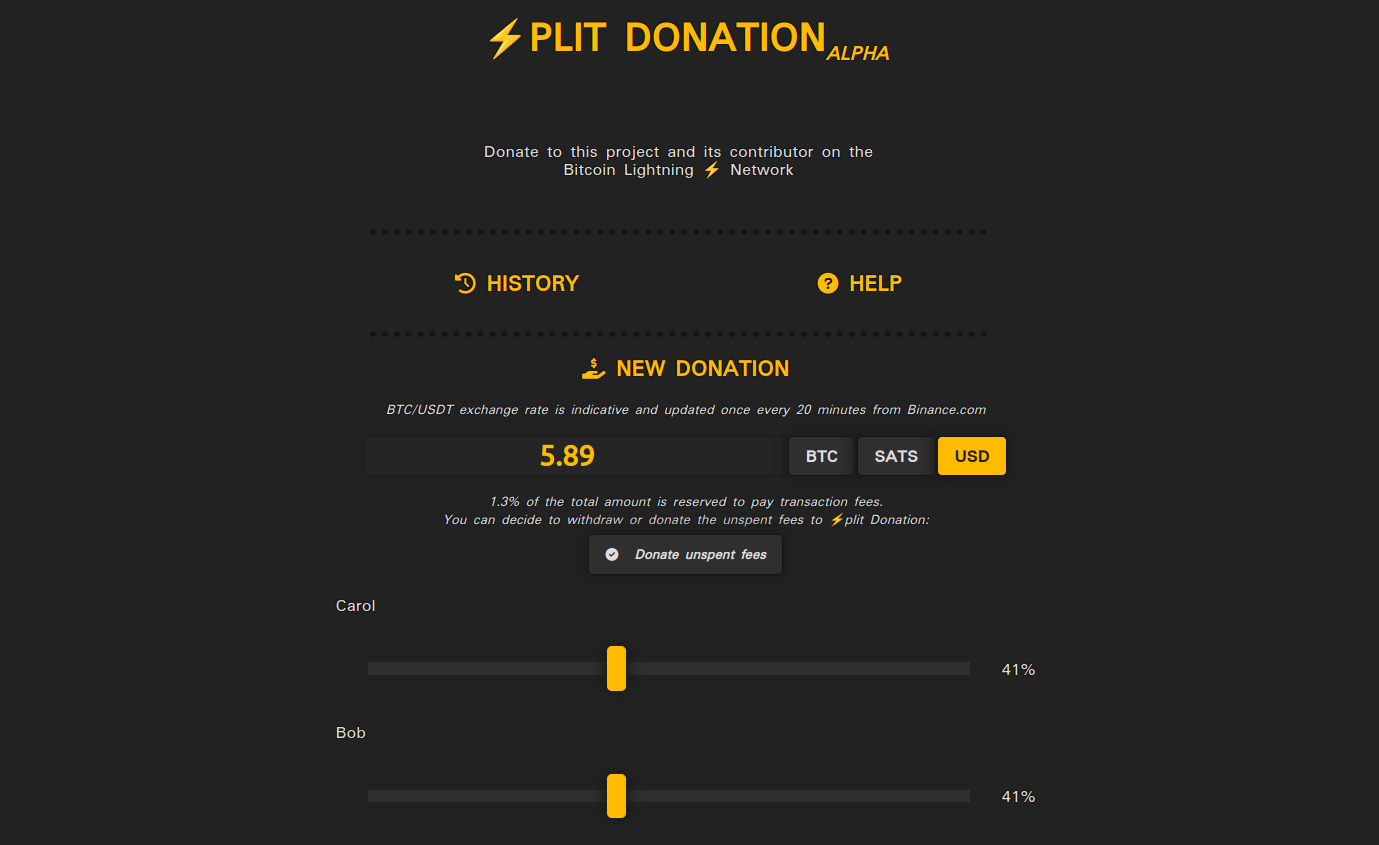 ⚡PLIT DONATION ALPHA
Donate to this project and its contributor on the
Bitcoin Lightning ⚡ Network
HISTORY
HELP
NEW DONATION
BTC/USDT exchange rate is indicative and updated once every 20 minutes from Binance.com
5.89
BTC
SATS
USD
1.3% of the total amount is reserved to pay transaction fees.
You can decide to withdraw or donate the unspent fees to ⚡plit Donation:
Donate unspent fees
Carol
41%
Bob
41%